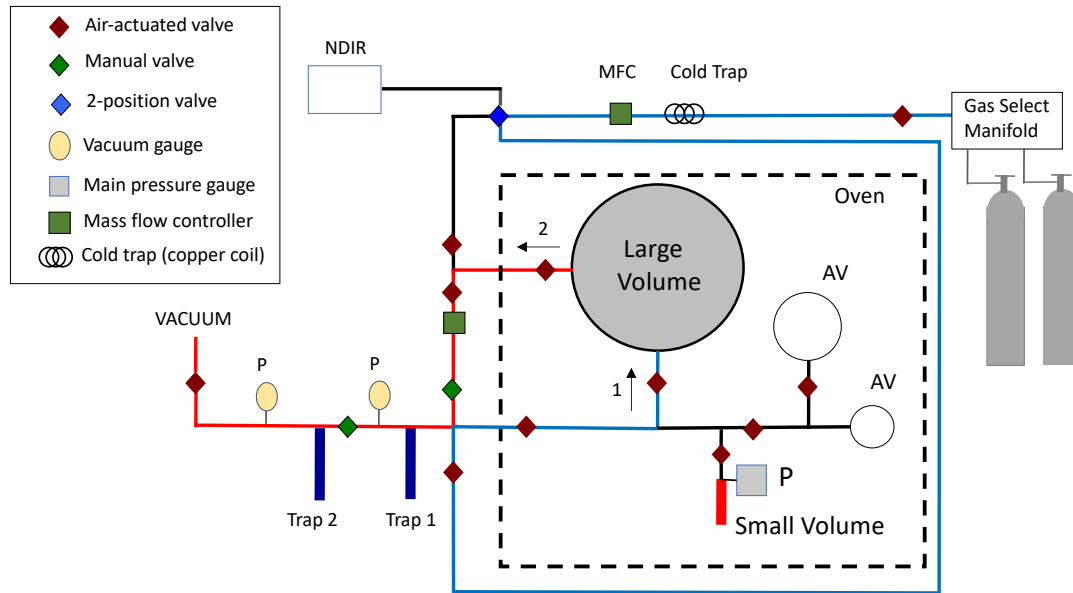 Air-actuated valve
Manual valve
2-position valve
Vacuum gauge
Main pressure gauge
Mass flow controller
Cold trap (copper coil)
NDIR
MFC
Cold Trap
Gas Select
Manifold
Oven
2
Large
Volume
AV
VACUUM
P
P
1
AV
P
Trap 2
Trap 1
Small Volume